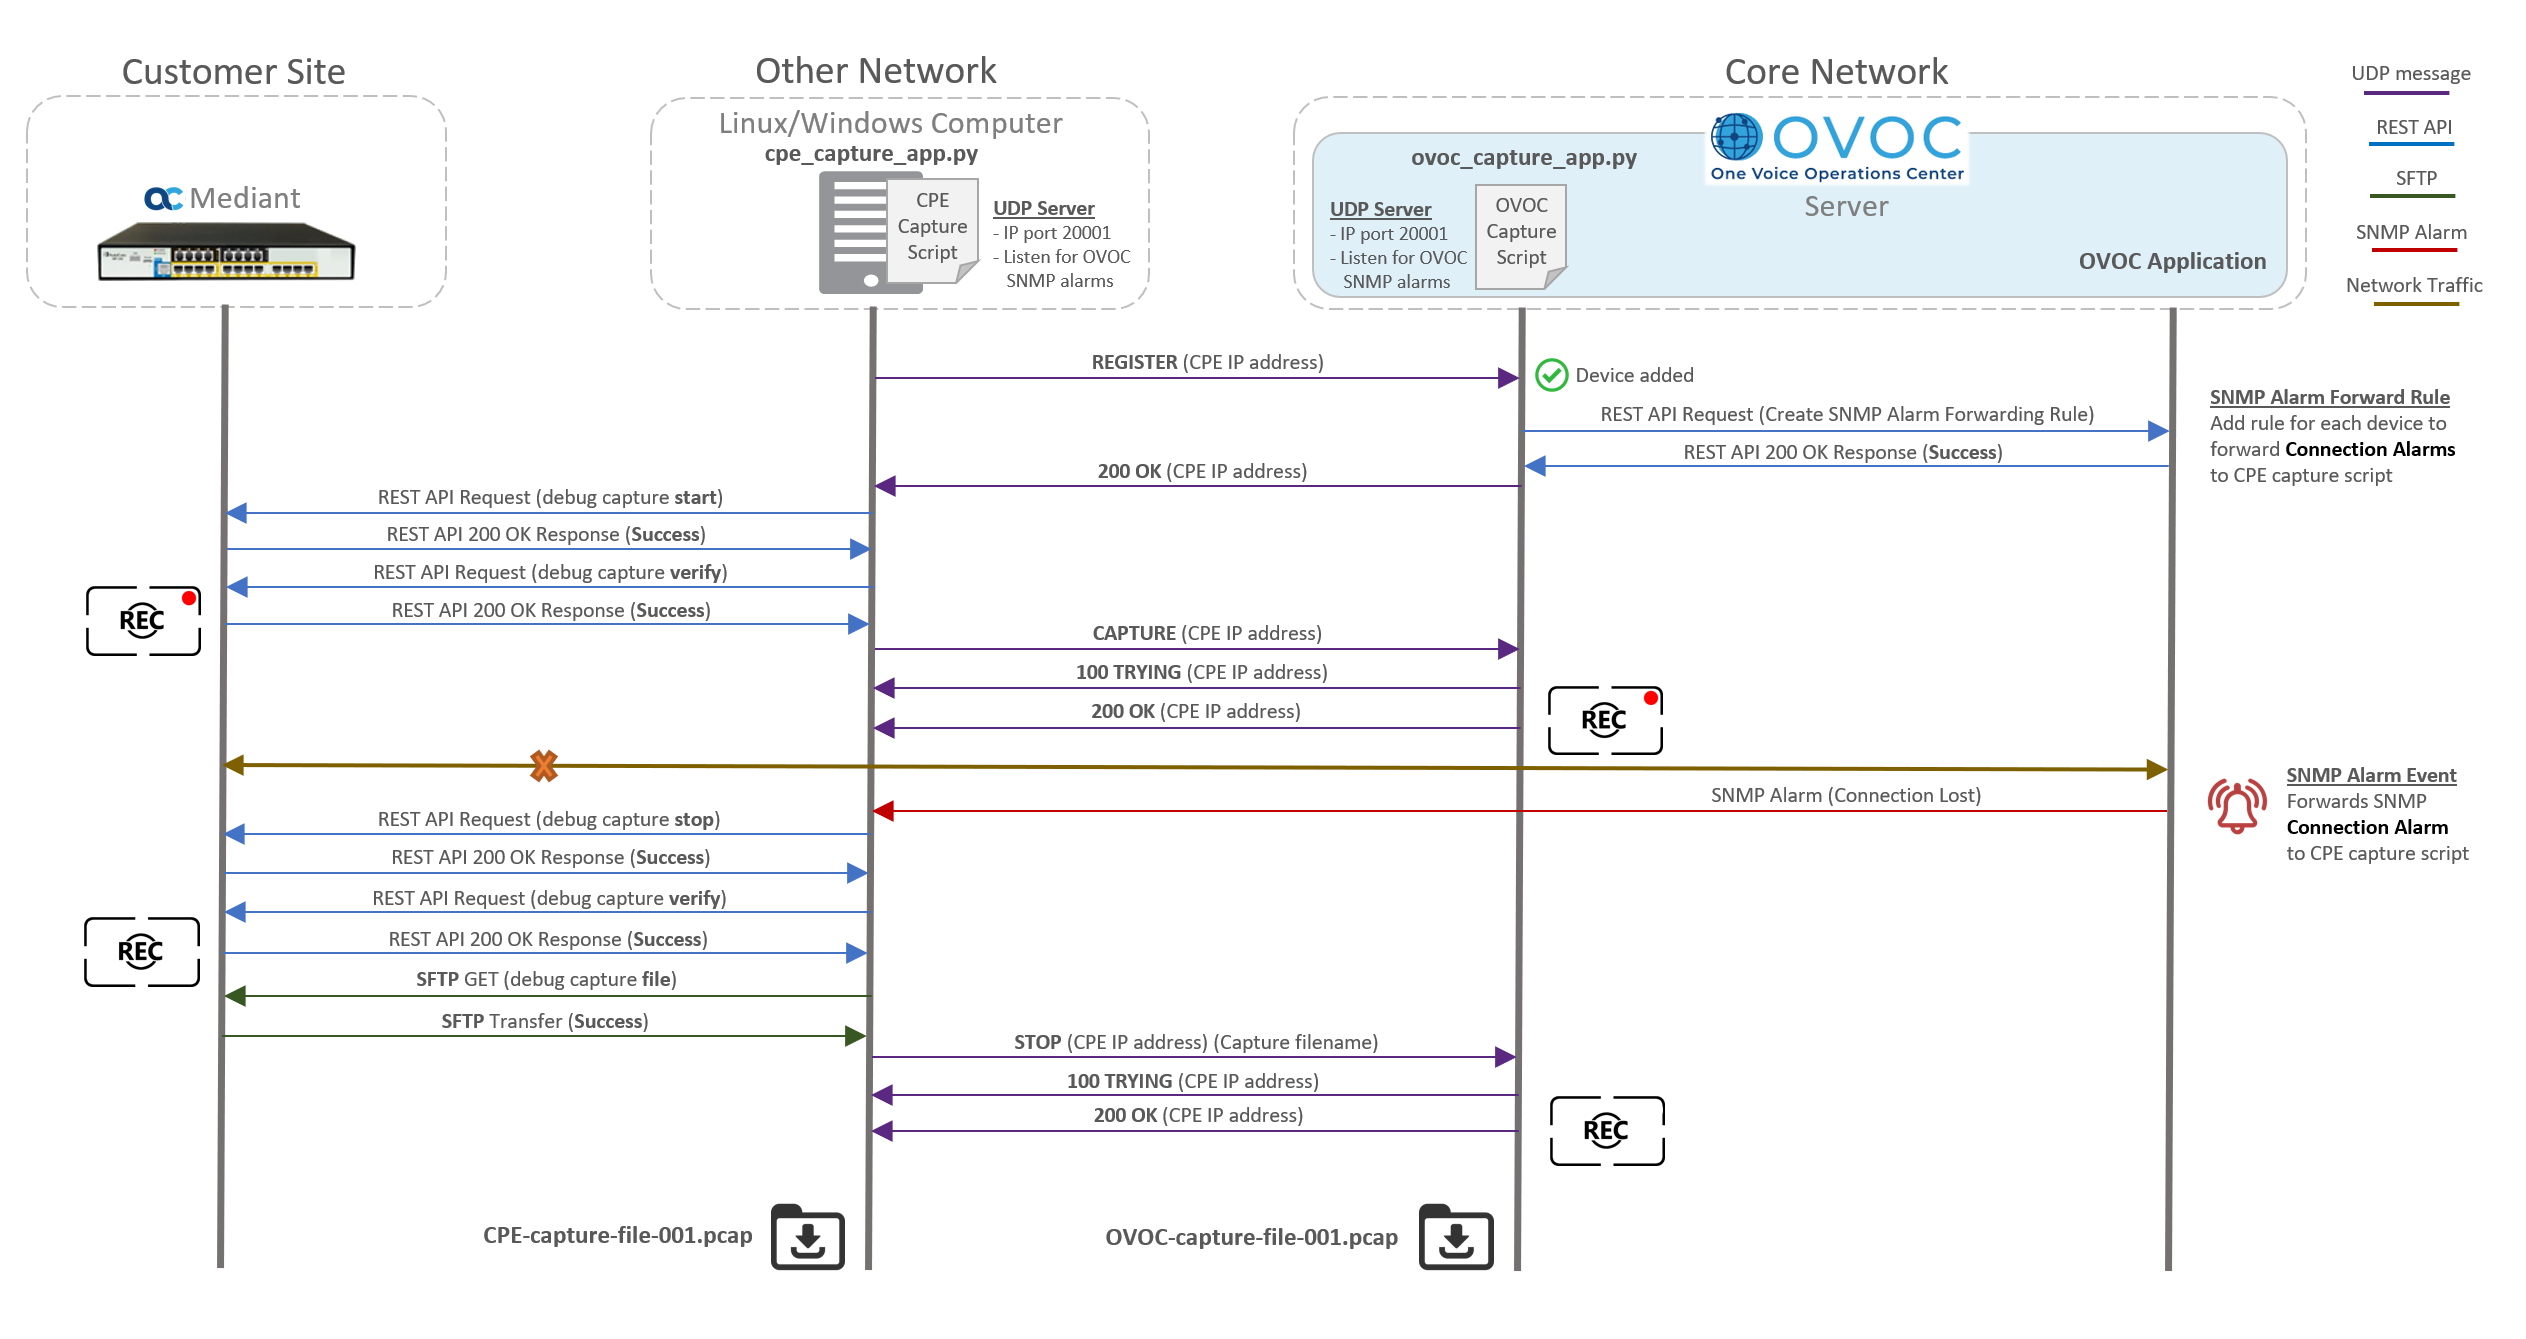 Customer Site
Other Network
Core Network
UDP message
REST API
SFTP
SNMP Alarm
Network Traffic
Mediant
Linux/Windows Computer
cpe_capture_app.py
CPE
Capture
Script
UDP Server
- IP port 20001
- Listen for OVOC
SNMP alarms
ovoc_capture_app.py
UDP Server
- IP port 20001
- Listen for OVOC
SNMP alarms
OVOC
Capture
Script
OVOC
One Voice Operations Center
Server
OVOC Application
REGISTER (CPE IP address)
Device added
REST API Request (Create SNMP Alarm Forwarding Rule)
REST API 200 OK Response (Success)
SNMP Alarm Forward Rule
Add rule for each device to
forward Connection Alarms
to CPE capture script
200 OK (CPE IP address)
REST API Request (debug capture start)
REST API 200 OK Response (Success)
REST API Request (debug capture verify)
REST API 200 OK Response (Success)
REC
CAPTURE (CPE IP address)
100 TRYING (CPE IP address)
200 OK (CPE IP address)
REC
SNMP Alarm (Connection Lost)
SNMP Alarm Event
Forwards SNMP
Connection Alarm
to CPE capture script
REST API Request (debug capture stop)
REST API 200 OK Response (Success)
REST API Request (debug capture verify)
REST API 200 OK Response (Success)
REC
SFTP GET (debug capture file)
SFTP Transfer (Success)
STOP (CPE IP address) (Capture filename)
100 TRYING (CPE IP address)
200 OK (CPE IP address)
REC
CPE-capture-file-001.pcap
OVOC-capture-file-001.pcap